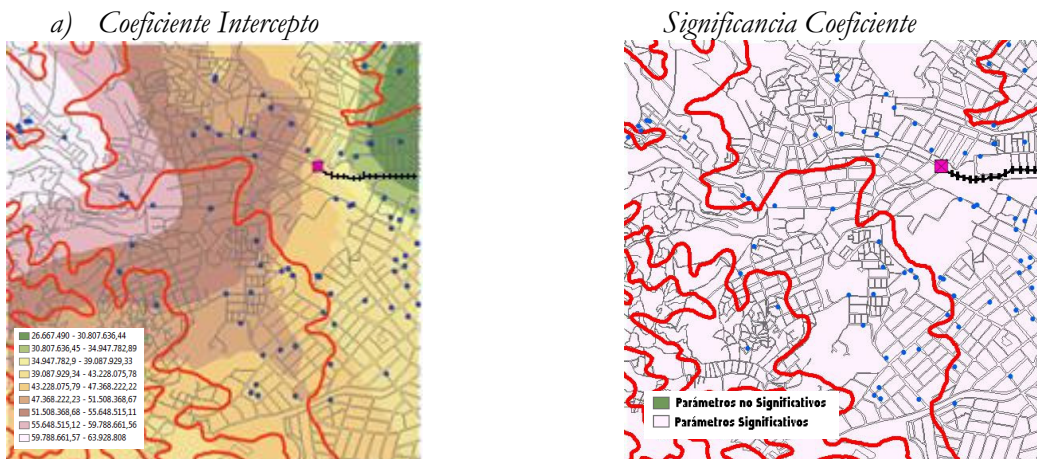 a) Coeficiente Intercepto
Significancia Coeficiente
26.667.490 - 30.807.636,44
30.807.636,45 - 34.947.782,89
34.947.782,9 - 39.087.929,33
39.087.929,34 - 43.228.075,78
43.228.075,79 - 47.368.222,22
47.368.222,23 - 51.508.368,67
51.508.368,68 - 55.648.515,11
55.648.515,12 - 59.788.661,56
59.788.661,57 - 63.928.808
Parámetros no Significativos
Parámetros Significativos